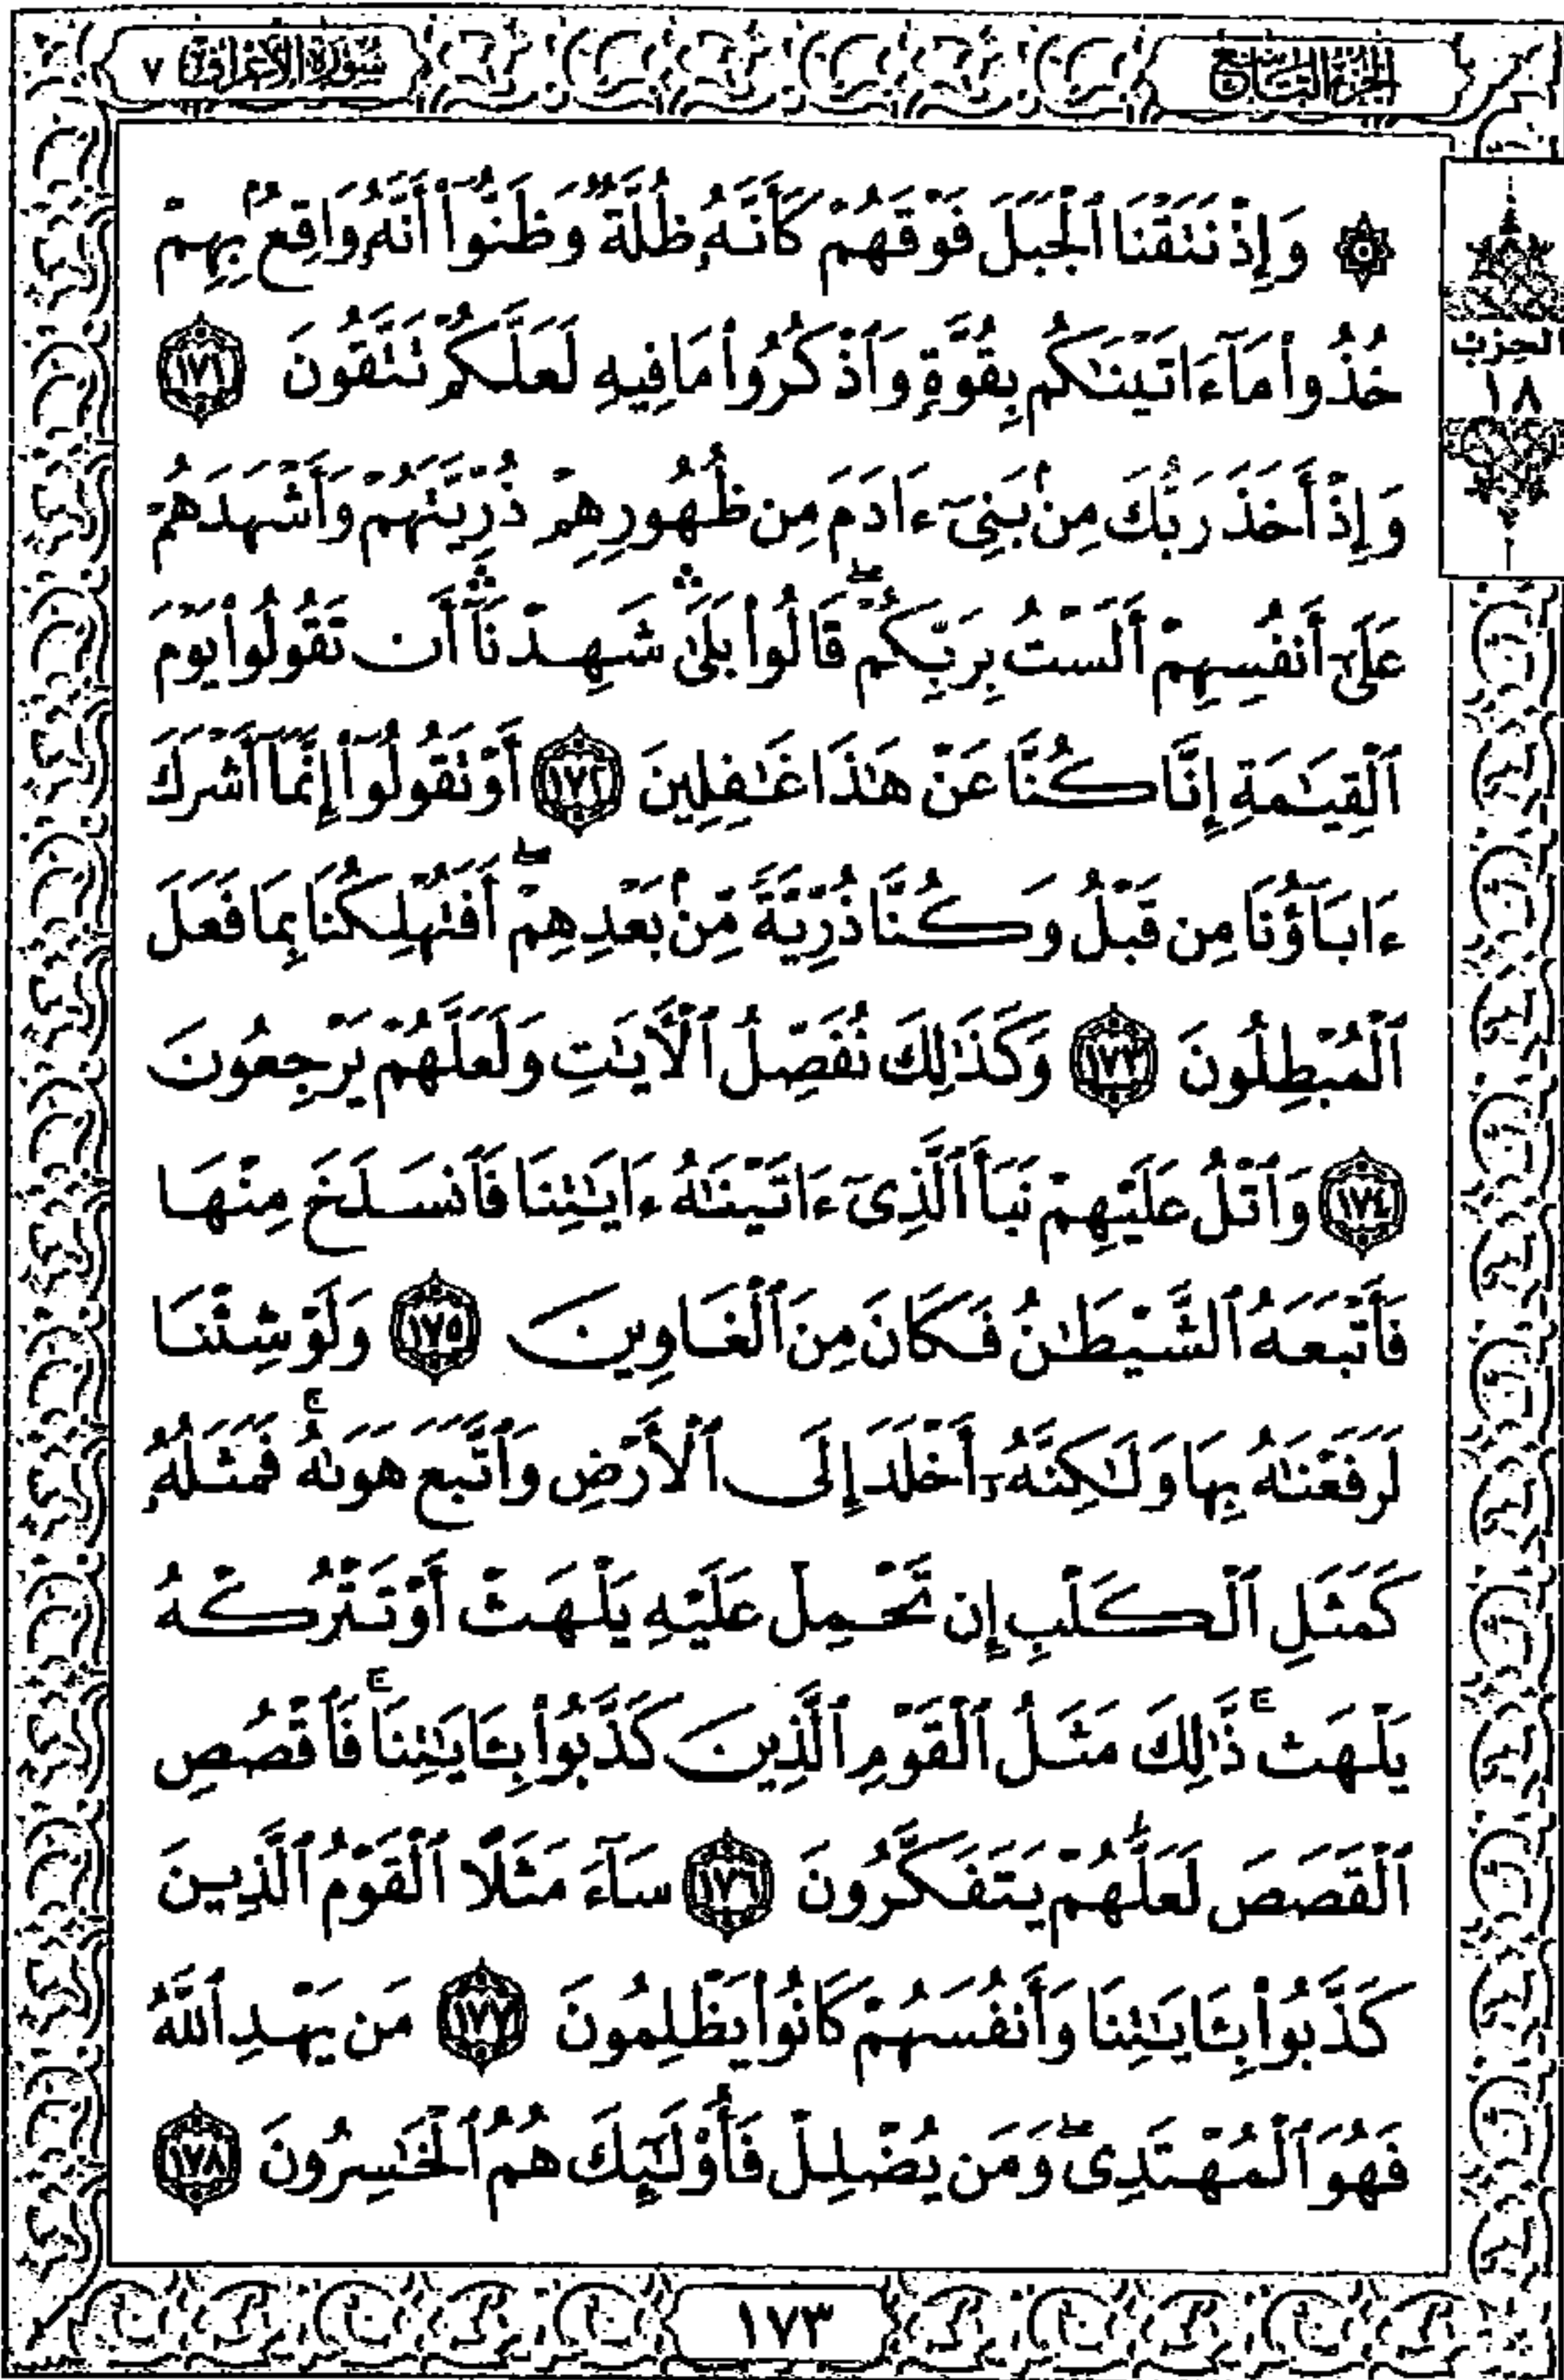 الجزء التاسع
سورة الأعراف ٧
۞ وَإِذْ نَتَقْنَا ٱلْجَبَلَ فَوْقَهُمْ كَأَنَّهُۥ ظُلَّةٌ وَظَنُّوٓا۟ أَنَّهُۥ وَاقِعٌۢ بِهِمْ
خُذُوا۟ مَآ ءَاتَيْنَـٰكُم بِقُوَّةٍ وَٱذْكُرُوا۟ مَا فِيهِ لَعَلَّكُمْ تَتَّقُونَ ١٧١
وَإِذْ أَخَذَ رَبُّكَ مِنۢ بَنِىٓ ءَادَمَ مِن ظُهُورِهِمْ ذُرِّيَّتَهُمْ وَأَشْهَدَهُمْ
عَلَىٰٓ أَنفُسِهِمْ أَلَسْتُ بِرَبِّكُمْ ۖ قَالُوا۟ بَلَىٰ ۛ شَهِدْنَآ ۛ أَن تَقُولُوا۟ يَوْمَ
ٱلْقِيَـٰمَةِ إِنَّا كُنَّا عَنْ هَـٰذَا غَـٰفِلِينَ ١٧٢ أَوْ تَقُولُوٓا۟ إِنَّمَآ أَشْرَكَ
ءَابَآؤُنَا مِن قَبْلُ وَكُنَّا ذُرِّيَّةً مِّنۢ بَعْدِهِمْ ۖ أَفَتُهْلِكُنَا بِمَا فَعَلَ
ٱلْمُبْطِلُونَ ١٧٣ وَكَذَٰلِكَ نُفَصِّلُ ٱلْـَٔايَـٰتِ وَلَعَلَّهُمْ يَرْجِعُونَ
١٧٤ وَٱتْلُ عَلَيْهِمْ نَبَأَ ٱلَّذِىٓ ءَاتَيْنَـٰهُ ءَايَـٰتِنَا فَٱنسَلَخَ مِنْهَا
فَأَتْبَعَهُ ٱلشَّيْطَـٰنُ فَكَانَ مِنَ ٱلْغَاوِينَ ١٧٥ وَلَوْ شِئْنَا
لَرَفَعْنَـٰهُ بِهَا وَلَـٰكِنَّهُۥٓ أَخْلَدَ إِلَى ٱلْأَرْضِ وَٱتَّبَعَ هَوَىٰهُ ۚ فَمَثَلُهُۥ
كَمَثَلِ ٱلْكَلْبِ إِن تَحْمِلْ عَلَيْهِ يَلْهَثْ أَوْ تَتْرُكْهُ
يَلْهَث ۚ ذَّٰلِكَ مَثَلُ ٱلْقَوْمِ ٱلَّذِينَ كَذَّبُوا۟ بِـَٔايَـٰتِنَا ۚ فَٱقْصُصِ
ٱلْقَصَصَ لَعَلَّهُمْ يَتَفَكَّرُونَ ١٧٦ سَآءَ مَثَلًا ٱلْقَوْمُ ٱلَّذِينَ
كَذَّبُوا۟ بِـَٔايَـٰتِنَا وَأَنفُسَهُمْ كَانُوا۟ يَظْلِمُونَ ١٧٧ مَن يَهْدِ ٱللَّهُ
فَهُوَ ٱلْمُهْتَدِى ۖ وَمَن يُضْلِلْ فَأُو۟لَـٰٓئِكَ هُمُ ٱلْخَـٰسِرُونَ ١٧٨
الحزب
١٨
١٧٣